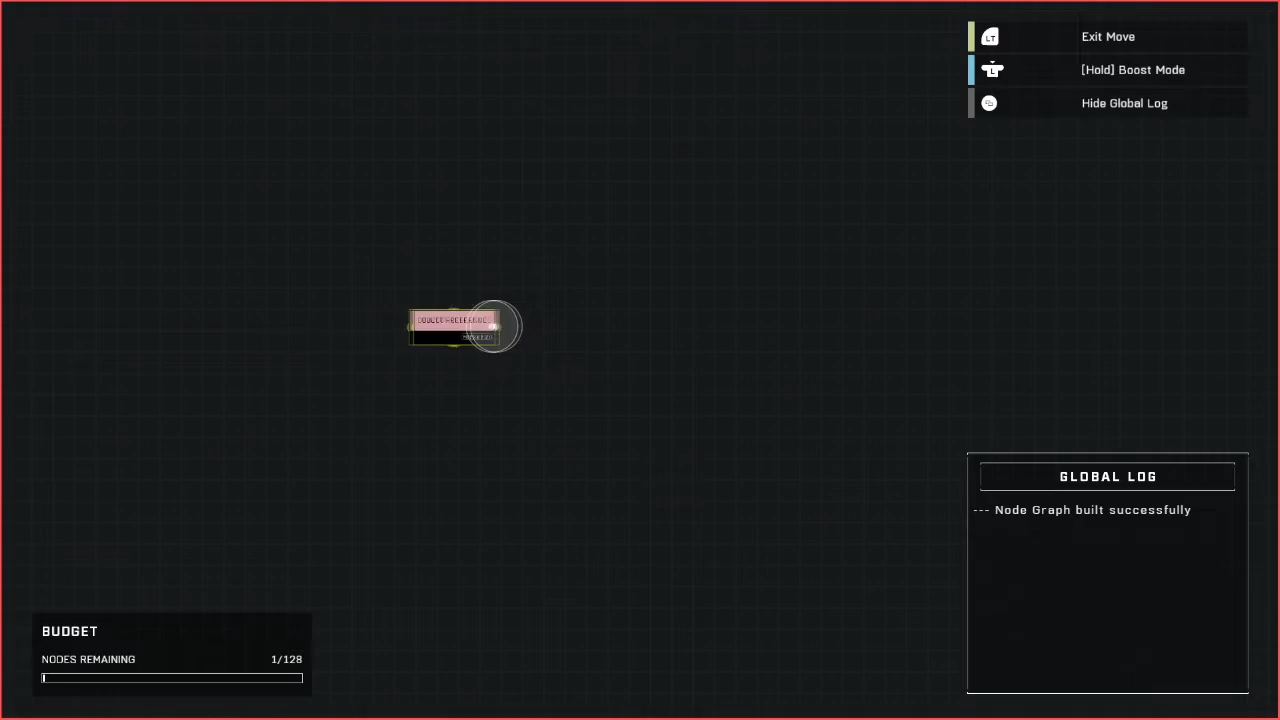 LT Exit Move
L [Hold] Boost Mode
Hide Global Log
GLOBAL LOG
--- Node Graph built successfully
BUDGET
NODES REMAINING 1/128